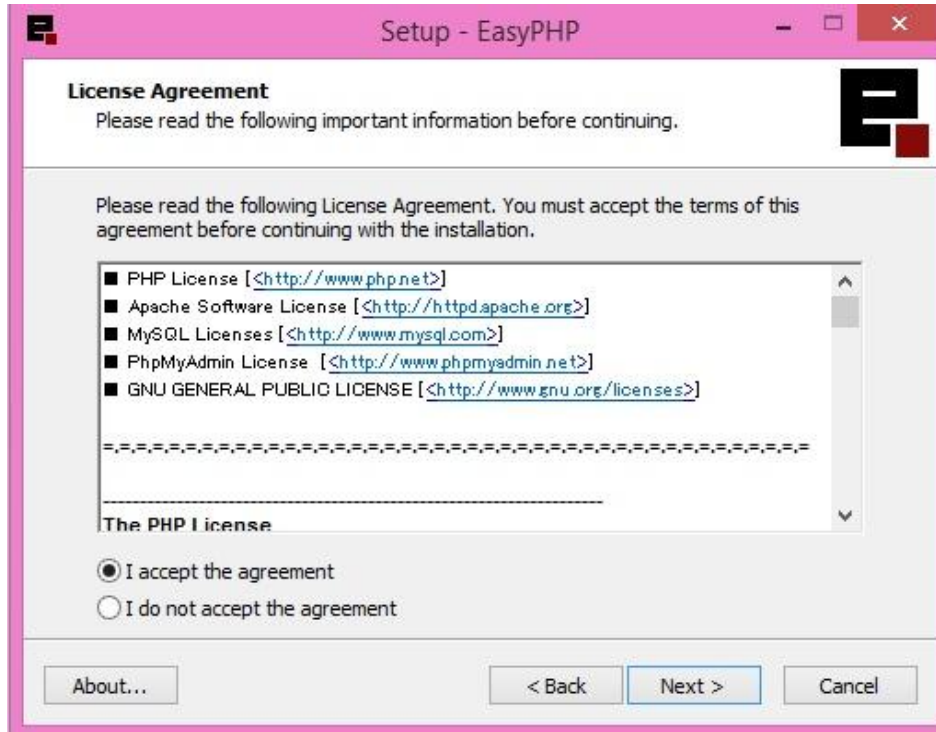 Setup - EasyPHP
License Agreement
Please read the following important information before continuing.
Please read the following License Agreement. You must accept the terms of this
agreement before continuing with the installation.
■ PHP License [<http://www.php.net>]
■ Apache Software License [<http://httpd.apache.org>]
■ MySQL Licenses [<http://www.mysql.com>]
■ PhpMyAdmin License [<http://www.phpmyadmin.net>]
■ GNU GENERAL PUBLIC LICENSE [<http://www.gnu.org/licenses>]
The PHP License
I accept the agreement
I do not accept the agreement
About...
< Back
Next >
Cancel